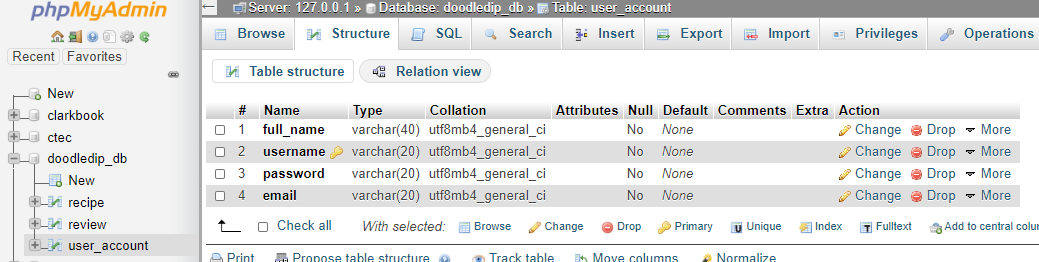 phpMyAdmin
Recent Favorites
New
clarkbook
ctec
doodledip_db
New
recipe
review
user_account
Server: 127.0.0.1 » Database: doodledip_db » Table: user_account
Browse Structure SQL Search Insert Export Import Privileges Operations
Table structure Relation view
# Name Type Collation Attributes Null Default Comments Extra Action
1 full_name varchar(40) utf8mb4_general_ci No None Change Drop More
2 username varchar(20) utf8mb4_general_ci No None Change Drop More
3 password varchar(20) utf8mb4_general_ci No None Change Drop More
4 email varchar(20) utf8mb4_general_ci No None Change Drop More
Check all With selected: Browse Change Drop Primary Unique Index Fulltext Add to central colum
Print Propose table structure Track table Move columns Normalize